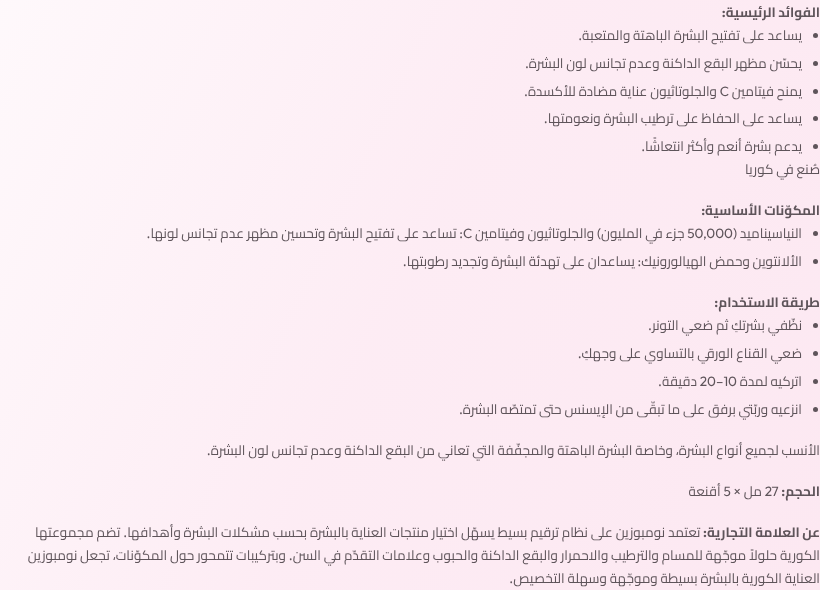 الفوائد الرئيسية:
• يساعد على تفتيح البشرة الباهتة والمتعبة.
• يحسّن مظهر البقع الداكنة وعدم تجانس لون البشرة.
• يمنح فيتامين C والجلوتاثيون عناية مضادة للأكسدة.
• يساعد على الحفاظ على ترطيب البشرة ونعومتها.
• يدعم بشرة أنعم وأكثر انتعاشًا.
صُنع في كوريا
المكوّنات الأساسية:
• النياسيناميد (50,000 جزء في المليون) والجلوتاثيون وفيتامين C: تساعد على تفتيح البشرة وتحسين مظهر عدم تجانس لونها.
• الألانتوين وحمض الهيالورونيك: يساعدان على تهدئة البشرة وتجديد رطوبتها.
طريقة الاستخدام:
• نظّفي بشرتكِ ثم ضعي التونر.
• ضعي القناع الورقي بالتساوي على وجهكِ.
• اتركيه لمدة 10–20 دقيقة.
• انزعيه وربّتي برفق على ما تبقّى من الإيسنس حتى تمتصّه البشرة.
الأنسب لجميع أنواع البشرة، وخاصة البشرة الباهتة والمجفّفة التي تعاني من البقع الداكنة وعدم تجانس لون البشرة.
الحجم: 27 مل × 5 أقنعة
عن العلامة التجارية: تعتمد نومبوزين على نظام ترقيم بسيط يسهّل اختيار منتجات العناية بالبشرة بحسب مشكلات البشرة وأهدافها. تضم مجموعتها
الكورية حلولاً موجّهة للمسام والترطيب والاحمرار والبقع الداكنة والحبوب وعلامات التقدّم في السن. وبتركيبات تتمحور حول المكوّنات، تجعل نومبوزين
العناية الكورية بالبشرة بسيطة وموجّهة وسهلة التخصيص.